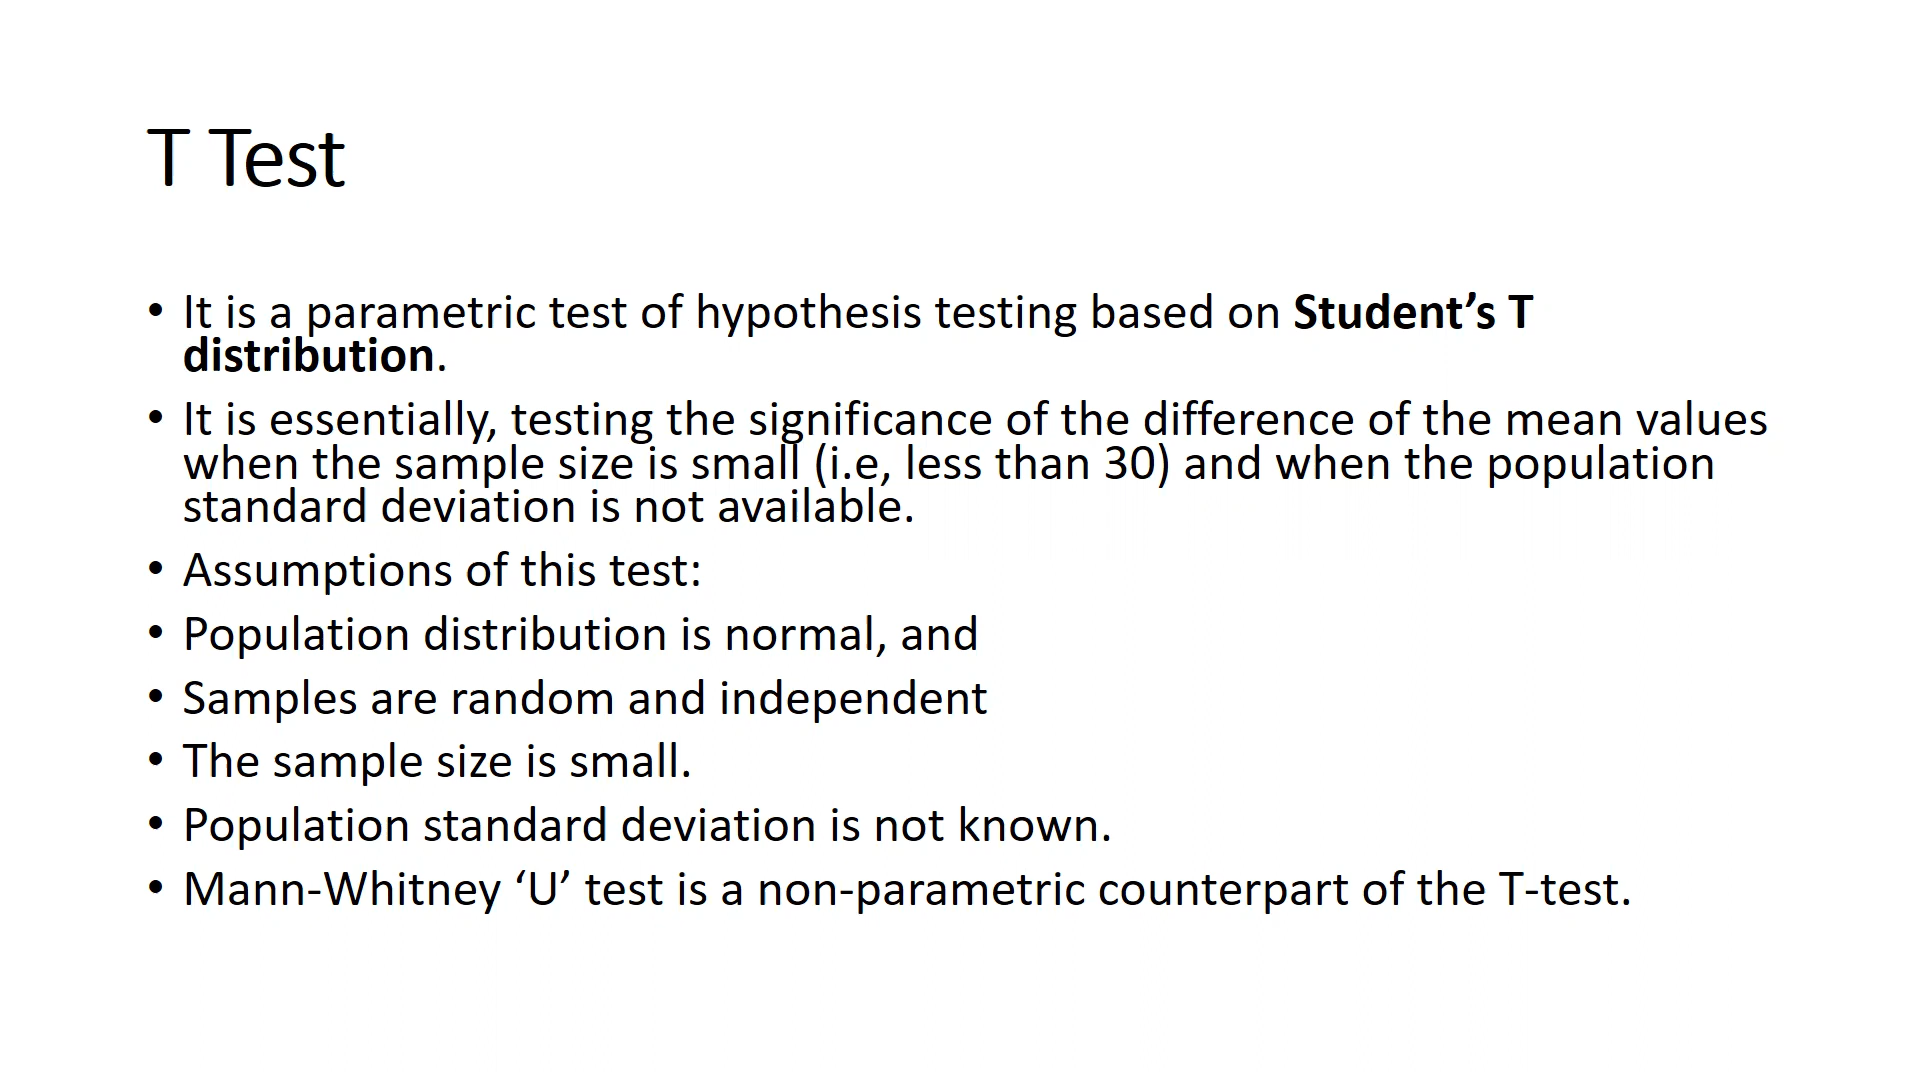 T Test
• It is a parametric test of hypothesis testing based on Student’s T
distribution.
• It is essentially, testing the significance of the difference of the mean values
when the sample size is small (i.e, less than 30) and when the population
standard deviation is not available.
• Assumptions of this test:
• Population distribution is normal, and
• Samples are random and independent
• The sample size is small.
• Population standard deviation is not known.
• Mann-Whitney ‘U’ test is a non-parametric counterpart of the T-test.